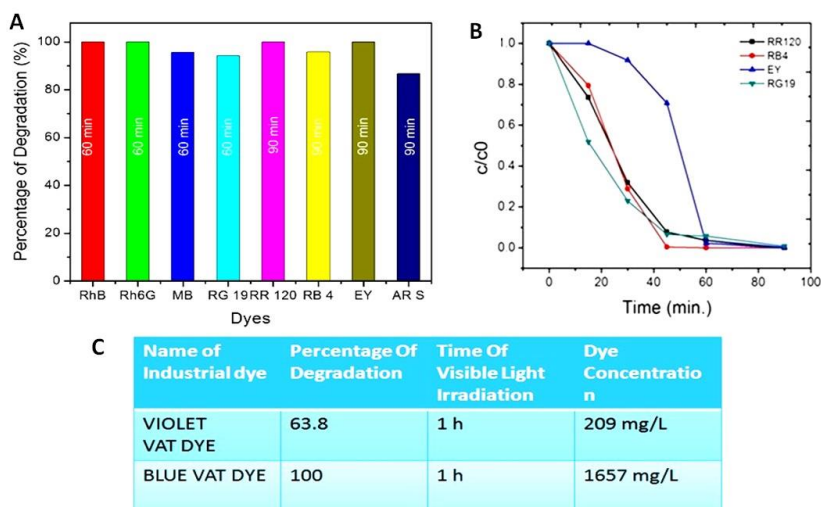 A
Percentage of Degradation (%)
100
80
60
40
20
0
60 min
60 min
60 min
60 min
90 min
90 min
90 min
90 min
RhB Rh6G MB RG 19 RR 120 RB 4 EY AR S
Dyes
B
c/c0
1.0
0.8
0.6
0.4
0.2
0.0
RR120
RB4
EY
RG19
0 20 40 60 80 100
Time (min.)
C
Name of
Industrial dye
Percentage Of
Degradation
Time Of
Visible Light
Irradiation
Dye
Concentratio
n
VIOLET
VAT DYE
63.8
1 h
209 mg/L
BLUE VAT DYE
100
1 h
1657 mg/L